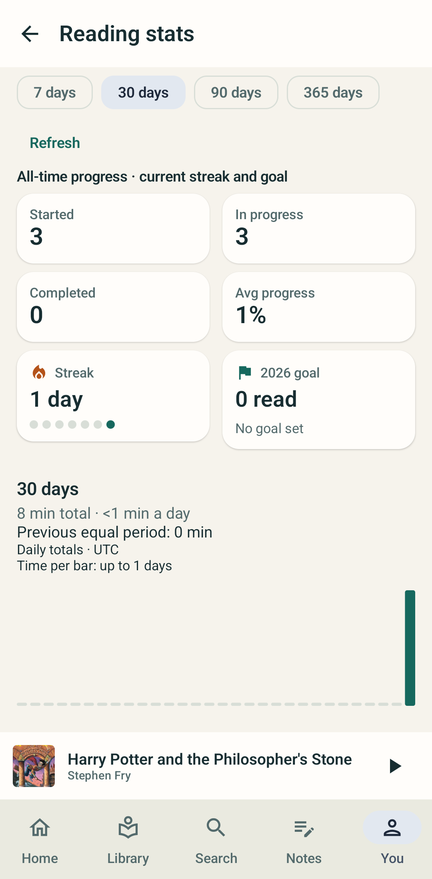 Reading stats
7 days
30 days
90 days
365 days
Refresh
All-time progress · current streak and goal
Started
3
In progress
3
Completed
0
Avg progress
1%
Streak
1 day
2026 goal
0 read
No goal set
30 days
8 min total · <1 min a day
Previous equal period: 0 min
Daily totals · UTC
Time per bar: up to 1 days
Harry Potter and the Philosopher's Stone
Stephen Fry
Home
Library
Search
Notes
You